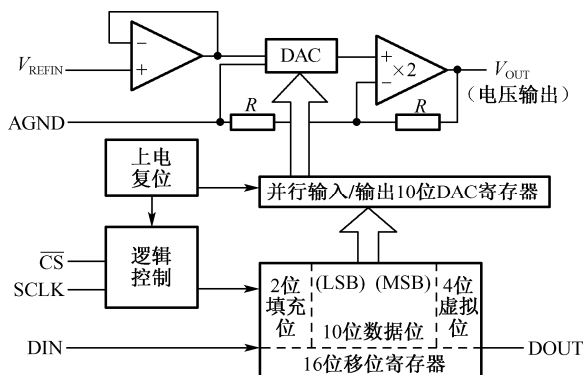 DAC
V_REFIN
×2
V_OUT
(电压输出)
R
R
AGND
上电
复位
并行输入/输出10位DAC寄存器
逻辑
控制
C̅S̅
SCLK
2位
填充
位
(LSB) (MSB)
10位数据位
4位
虚拟
位
DIN
DOUT
16位移位寄存器